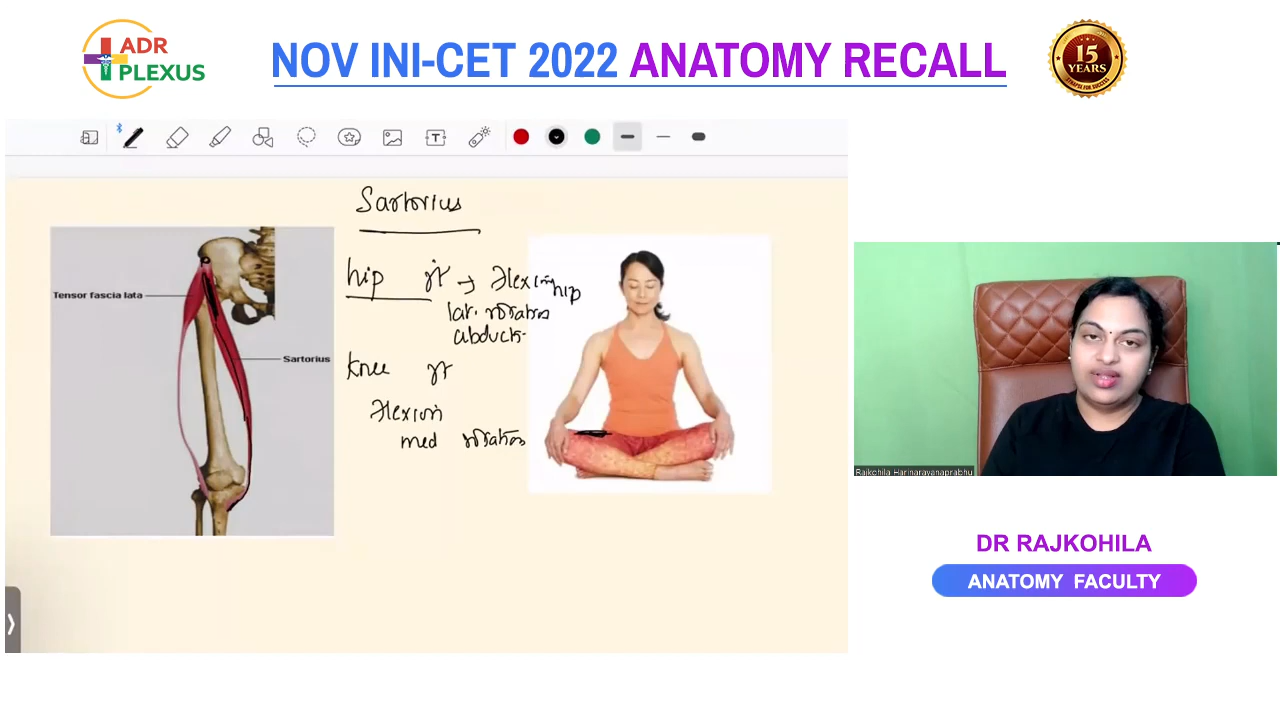 ADR
PLEXUS
NOV INI-CET 2022 ANATOMY RECALL
15
YEARS
T
Sartorius
hip jt → Flexion hip
lat. rotation
abduct-
Knee jt
Flexion
med rotation
Tensor fascia lata
Sartorius
Rajkohila Harinarayanaprabhu
DR RAJKOHILA
ANATOMY FACULTY